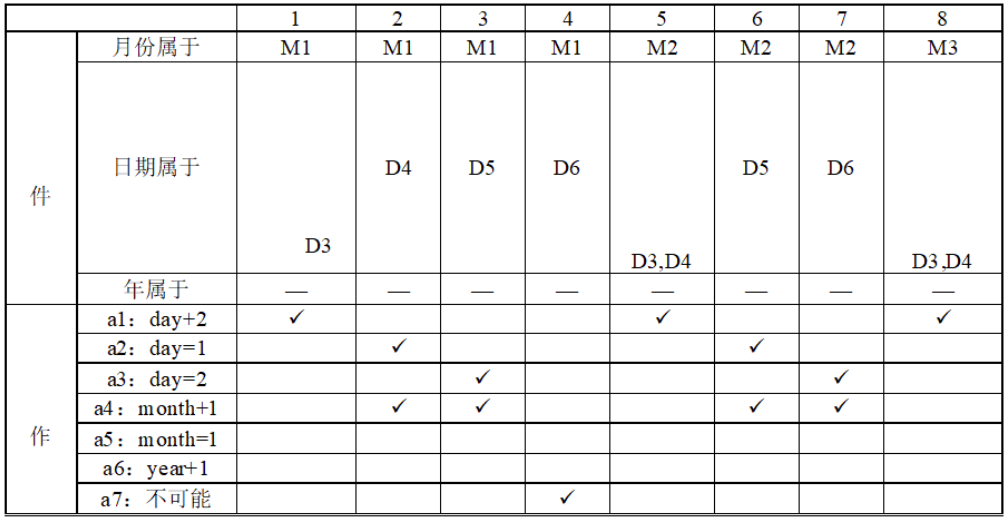 1 2 3 4 5 6 7 8
月份属于 M1 M1 M1 M1 M2 M2 M2 M3
件 日期属于 D3 D4 D5 D6 D3,D4 D5 D6 D3,D4
年属于 — — — — — — — —
a1：day+2 ✓ ✓ ✓
a2：day=1 ✓ ✓
a3：day=2 ✓ ✓
作 a4：month+1 ✓ ✓ ✓ ✓
a5：month=1
a6：year+1
a7：不可能 ✓